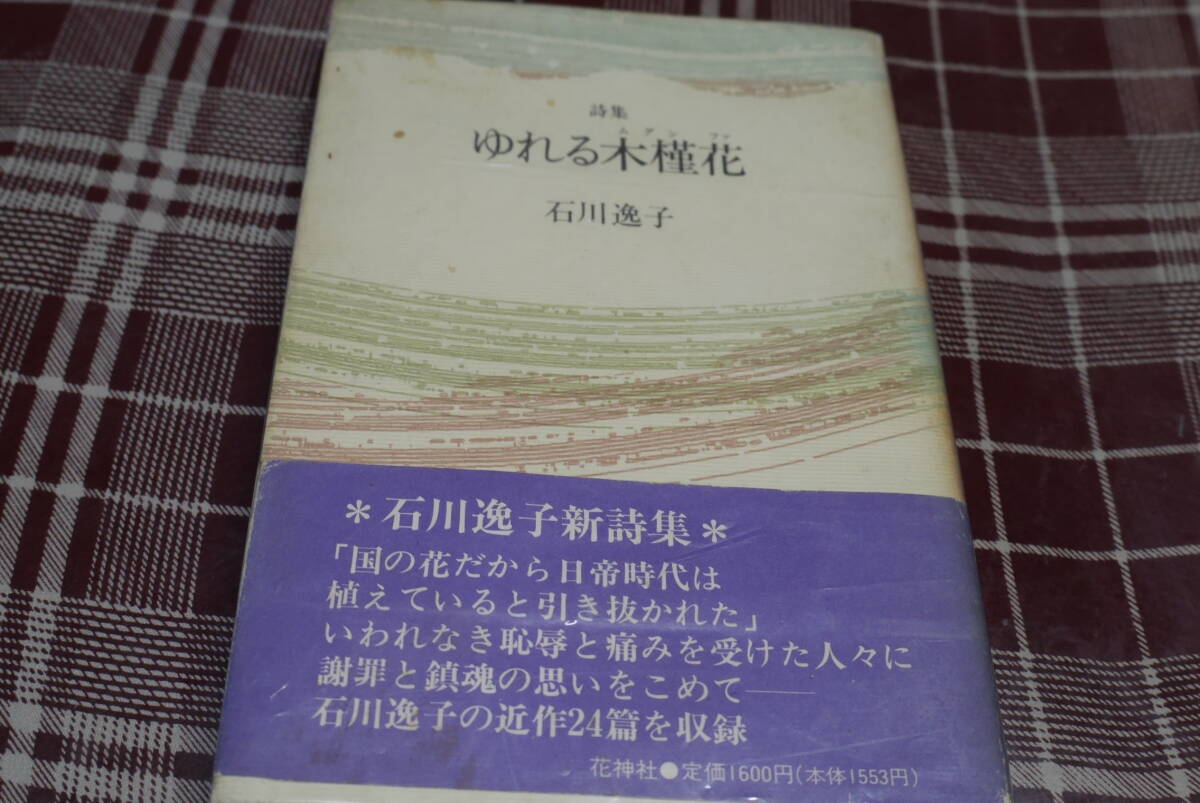 詩集
ムグンファ
ゆれる木槿花
石川逸子
＊石川逸子新詩集＊
「国の花だから日帝時代は
植えていると引き抜かれた」
いわれなき恥辱と痛みを受けた人々に
謝罪と鎮魂の思いをこめて——
石川逸子の近作24篇を収録
花神社●定価1600円(本体1553円)